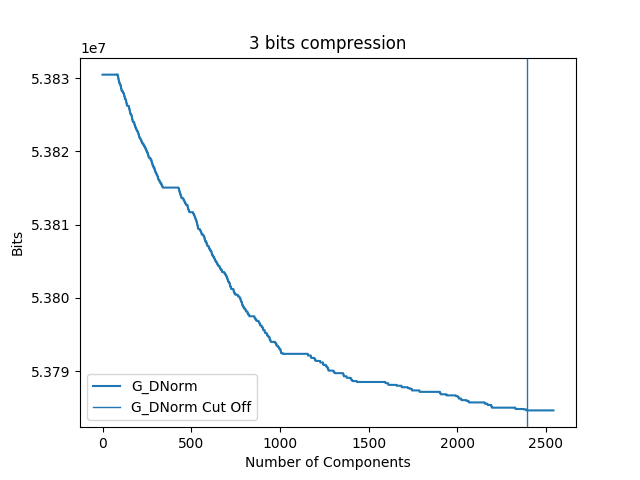 3 bits compression
1e7
5.383
5.382
5.381
5.380
5.379
Bits
G_DNorm
G_DNorm Cut Off
0 500 1000 1500 2000 2500
Number of Components